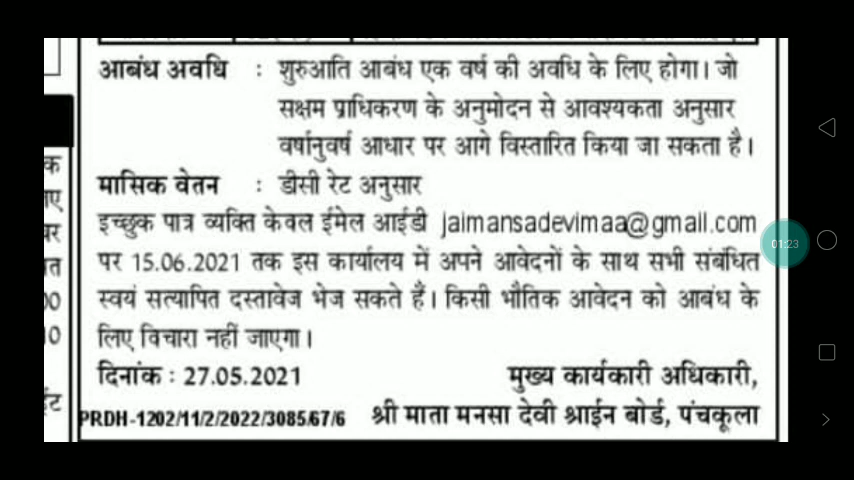 आबंध अवधि : शुरुआति आबंध एक वर्ष की अवधि के लिए होगा। जो
सक्षम प्राधिकरण के अनुमोदन से आवश्यकता अनुसार
वर्षानुवर्ष आधार पर आगे विस्तारित किया जा सकता है।
मासिक वेतन : डीसी रेट अनुसार
इच्छुक पात्र व्यक्ति केवल ईमेल आईडी jaimansadevimaa@gmail.com
पर 15.06.2021 तक इस कार्यालय में अपने आवेदनों के साथ सभी संबंधित
स्वयं सत्यापित दस्तावेज भेज सकते हैं। किसी भौतिक आवेदन को आबंध के
लिए विचारा नहीं जाएगा।
दिनांक : 27.05.2021 मुख्य कार्यकारी अधिकारी,
PRDH-1202/11/2/2022/3085/67/6 श्री माता मनसा देवी श्राईन बोर्ड, पंचकूला
01:23